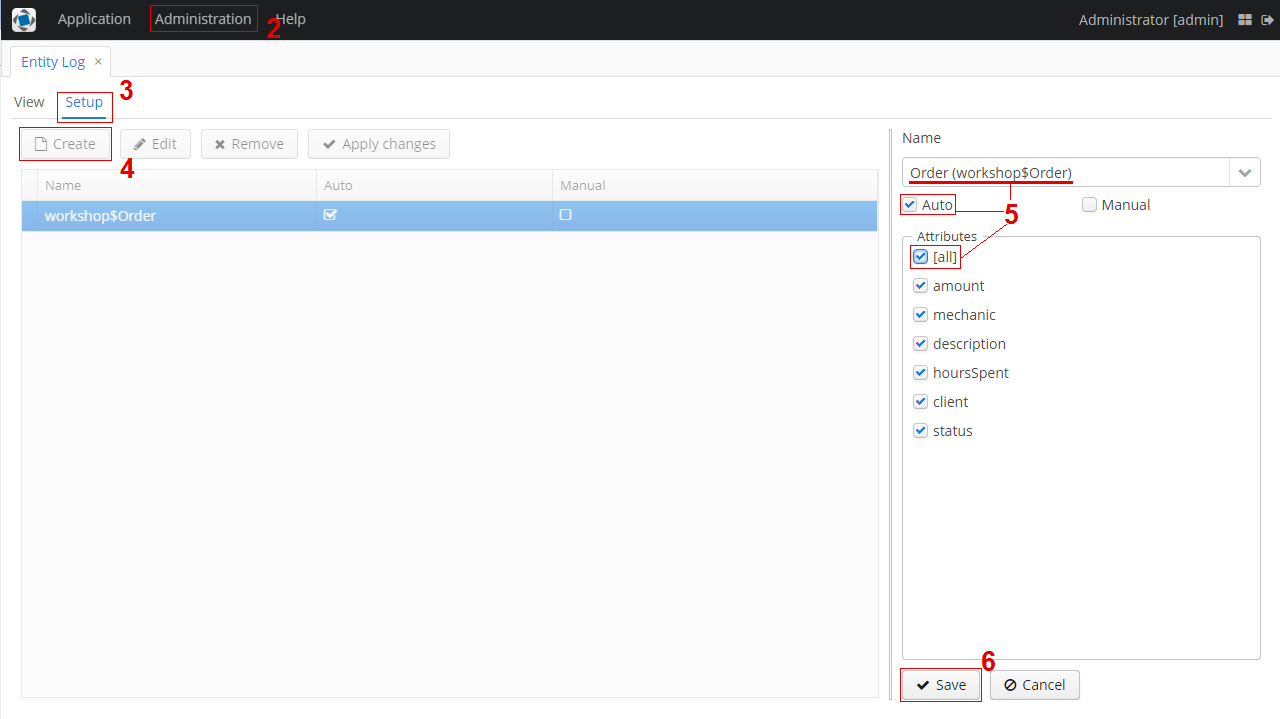 Application Administration 2 Help Administrator [admin]
Entity Log ×
View Setup 3
Create Edit Remove Apply changes
4
Name Auto Manual
workshop$Order
Name
Order (workshop$Order)
Auto 5 Manual
Attributes
[all]
amount
mechanic
description
hoursSpent
client
status
6
Save Cancel